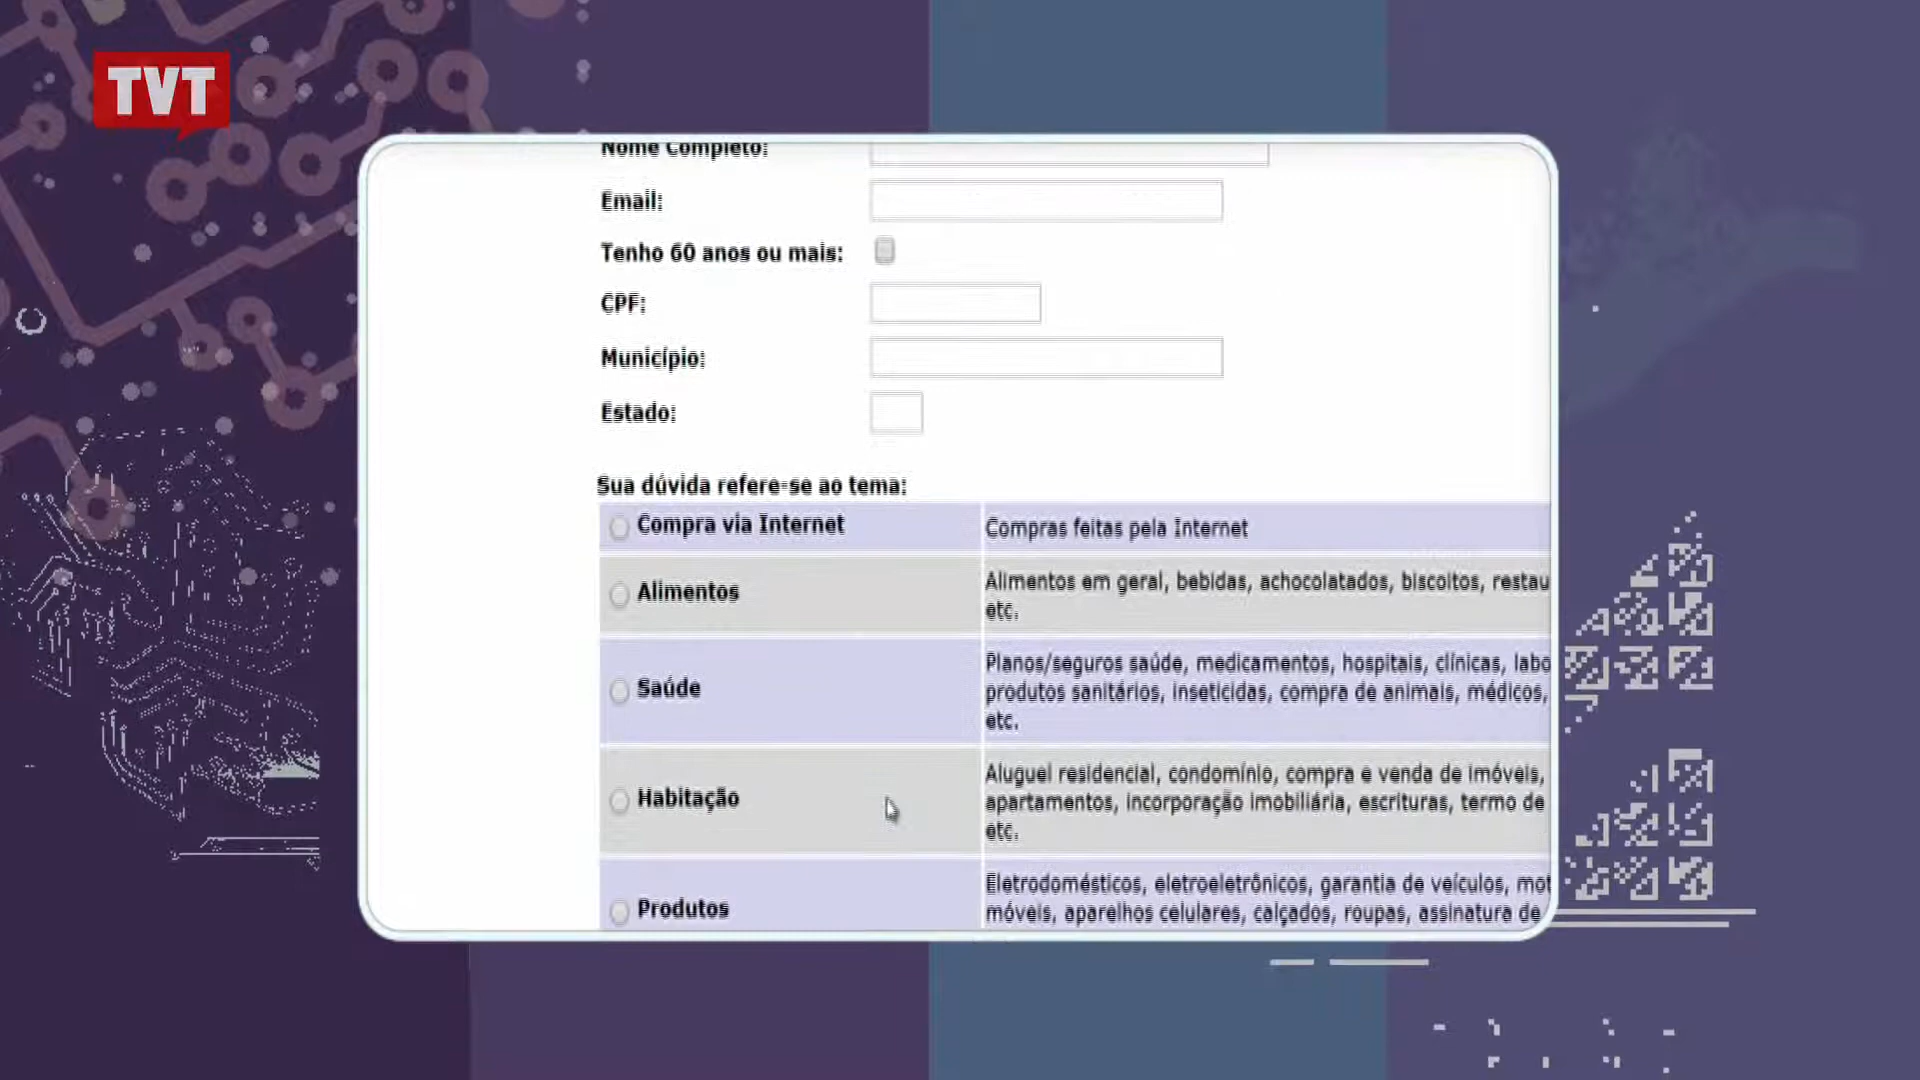 TVT
Nome Completo:
Email:
Tenho 60 anos ou mais:
CPF:
Município:
Estado:
Sua dúvida refere-se ao tema:
Compra via Internet
Compras feitas pela Internet
Alimentos
Alimentos em geral, bebidas, achocolatados, biscoitos, restau
etc.
Saúde
Planos/seguros saúde, medicamentos, hospitais, clínicas, labo
produtos sanitários, inseticidas, compra de animais, médicos,
etc.
Habitação
Aluguel residencial, condomínio, compra e venda de imóveis,
apartamentos, incorporação imobiliária, escrituras, termo de
etc.
Produtos
Eletrodomésticos, eletroeletrônicos, garantia de veículos, mot
móveis, aparelhos celulares, calçados, roupas, assinatura de